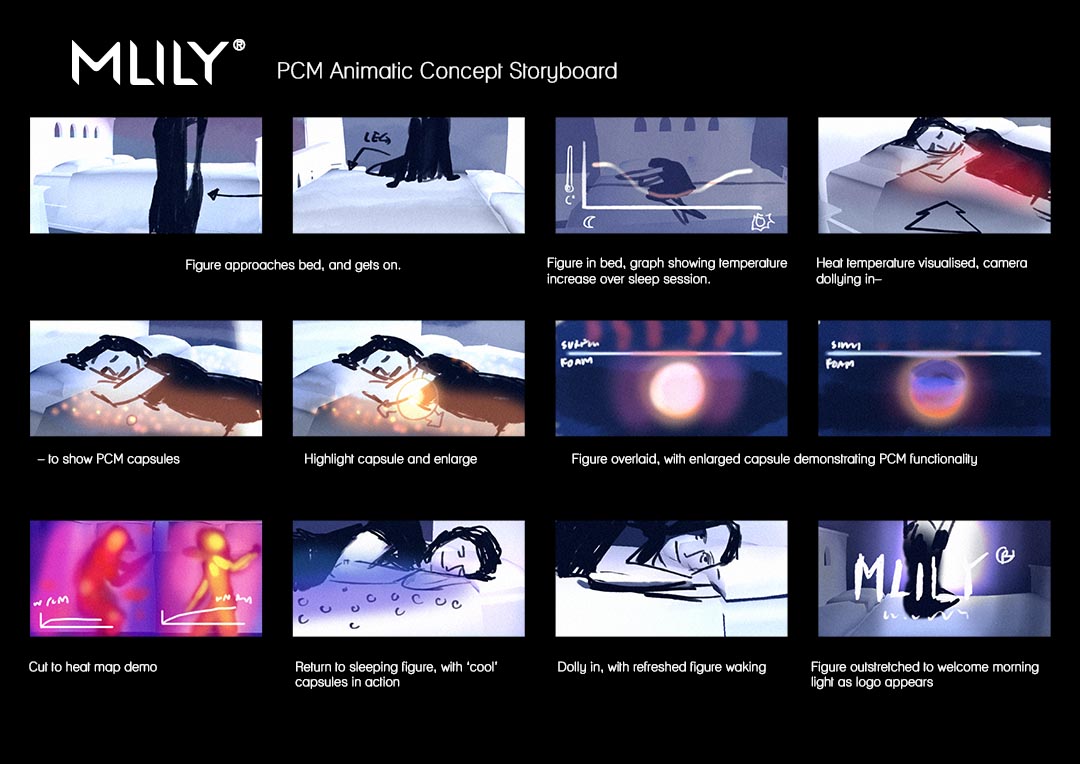 MLILY®
PCM Animatic Concept Storyboard
LEG
C°
Figure approaches bed, and gets on.
Figure in bed, graph showing temperature
increase over sleep session.
Heat temperature visualised, camera
dollying in–
FOAM
FOAM
– to show PCM capsules
Highlight capsule and enlarge
Figure overlaid, with enlarged capsule demonstrating PCM functionality
MLILY ®
Cut to heat map demo
Return to sleeping figure, with ‘cool’
capsules in action
Dolly in, with refreshed figure waking
Figure outstretched to welcome morning
light as logo appears